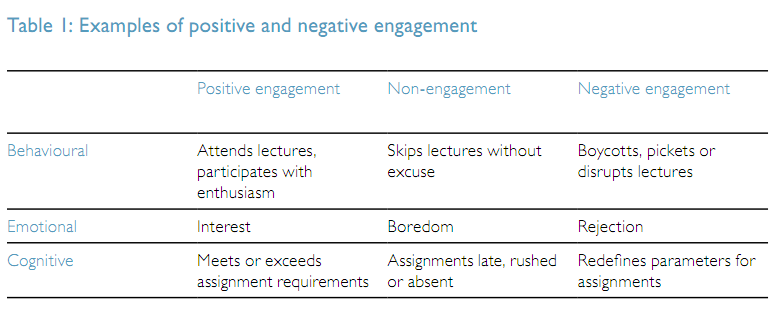 Table 1: Examples of positive and negative engagement
Positive engagement Non-engagement Negative engagement
Behavioural Attends lectures, Skips lectures without Boycotts, pickets or
participates with excuse disrupts lectures
enthusiasm
Emotional Interest Boredom Rejection
Cognitive Meets or exceeds Assignments late, rushed Redefines parameters for
assignment requirements or absent assignments